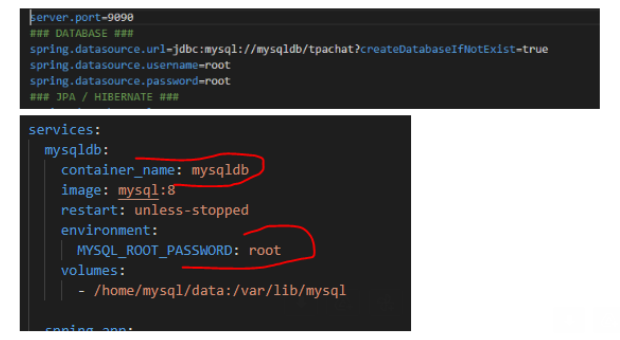 server.port=9090
### DATABASE ###
spring.datasource.url=jdbc:mysql://mysqldb/tpachat?createDatabaseIfNotExist=true
spring.datasource.username=root
spring.datasource.password=root
### JPA / HIBERNATE ###
services:
mysqldb:
container_name: mysqldb
image: mysql:8
restart: unless-stopped
environment:
MYSQL_ROOT_PASSWORD: root
volumes:
- /home/mysql/data:/var/lib/mysql